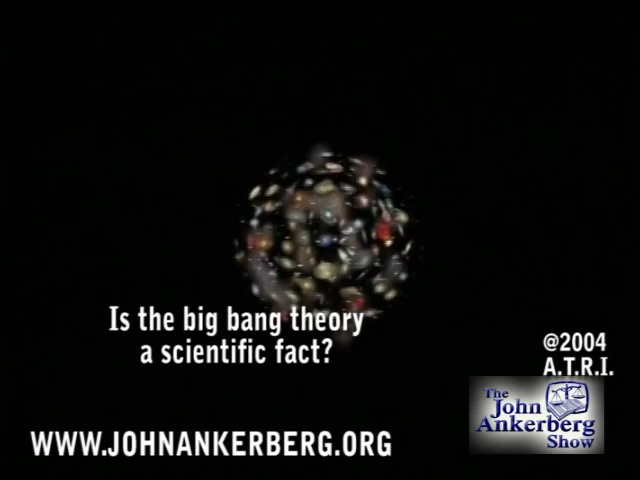 Is the big bang theory
a scientific fact?
@2004
A.T.R.I.
The
John
Ankerberg
Show
WWW.JOHNANKERBERG.ORG